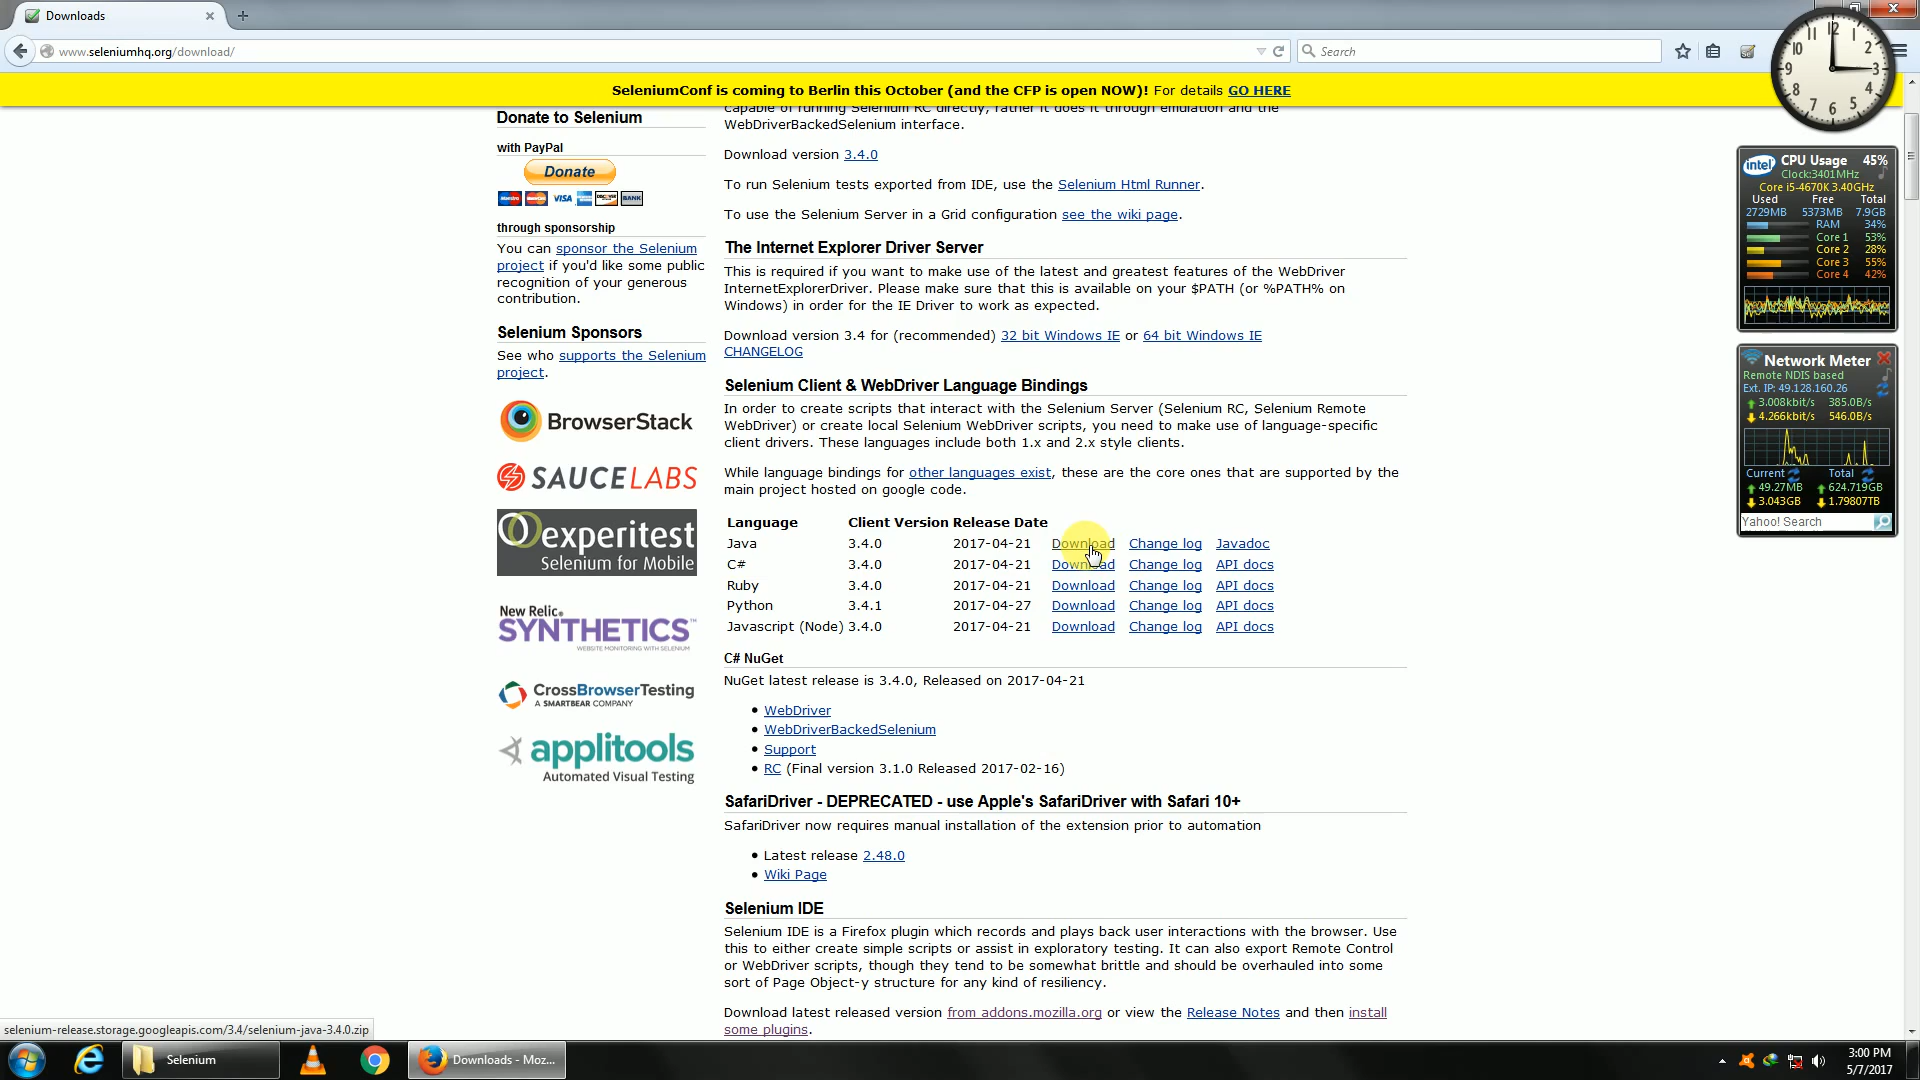 Downloads
www.seleniumhq.org/download/
Search
SeleniumConf is coming to Berlin this October (and the CFP is open NOW)! For details GO HERE
Donate to Selenium
with PayPal
Donate
VISA
BANK
through sponsorship
You can sponsor the Selenium
project if you'd like some public
recognition of your generous
contribution.
Selenium Sponsors
See who supports the Selenium
project.
BrowserStack
SAUCELABS
experitest
Selenium for Mobile
New Relic.
SYNTHETICS™
WEBSITE MONITORING WITH SELENIUM
CrossBrowserTesting
A SMARTBEAR COMPANY
applitools
Automated Visual Testing
capable of running Selenium RC directly, rather it does it through emulation and the
WebDriverBackedSelenium interface.
Download version 3.4.0
To run Selenium tests exported from IDE, use the Selenium Html Runner.
To use the Selenium Server in a Grid configuration see the wiki page.
The Internet Explorer Driver Server
This is required if you want to make use of the latest and greatest features of the WebDriver
InternetExplorerDriver. Please make sure that this is available on your $PATH (or %PATH% on
Windows) in order for the IE Driver to work as expected.
Download version 3.4 for (recommended) 32 bit Windows IE or 64 bit Windows IE
CHANGELOG
Selenium Client & WebDriver Language Bindings
In order to create scripts that interact with the Selenium Server (Selenium RC, Selenium Remote
WebDriver) or create local Selenium WebDriver scripts, you need to make use of language-specific
client drivers. These languages include both 1.x and 2.x style clients.
While language bindings for other languages exist, these are the core ones that are supported by the
main project hosted on google code.
Language Client Version Release Date
Java 3.4.0 2017-04-21 Download Change log Javadoc
C# 3.4.0 2017-04-21 Download Change log API docs
Ruby 3.4.0 2017-04-21 Download Change log API docs
Python 3.4.1 2017-04-27 Download Change log API docs
Javascript (Node) 3.4.0 2017-04-21 Download Change log API docs
C# NuGet
NuGet latest release is 3.4.0, Released on 2017-04-21
• WebDriver
• WebDriverBackedSelenium
• Support
• RC (Final version 3.1.0 Released 2017-02-16)
SafariDriver - DEPRECATED - use Apple's SafariDriver with Safari 10+
SafariDriver now requires manual installation of the extension prior to automation
• Latest release 2.48.0
• Wiki Page
Selenium IDE
Selenium IDE is a Firefox plugin which records and plays back user interactions with the browser. Use
this to either create simple scripts or assist in exploratory testing. It can also export Remote Control
or WebDriver scripts, though they tend to be somewhat brittle and should be overhauled into some
sort of Page Object-y structure for any kind of resiliency.
Download latest released version from addons.mozilla.org or view the Release Notes and then install
some plugins.
12
1
2
3
4
5
6
7
8
9
10
11
intel CPU Usage 45%
Clock:3401MHz
Core i5-4670K 3.40GHz
Used Free Total
2729MB 5373MB 7.9GB
RAM 34%
Core 1 53%
Core 2 28%
Core 3 55%
Core 4 42%
Network Meter
Remote NDIS based
Ext. IP: 49.128.160.26
3.008kbit/s 385.0B/s
4.266kbit/s 546.0B/s
Current Total
49.27MB 624.719GB
3.043GB 1.79807TB
Yahoo! Search
selenium-release.storage.googleapis.com/3.4/selenium-java-3.4.0.zip
Selenium
Downloads - Moz...
3:00 PM
5/7/2017